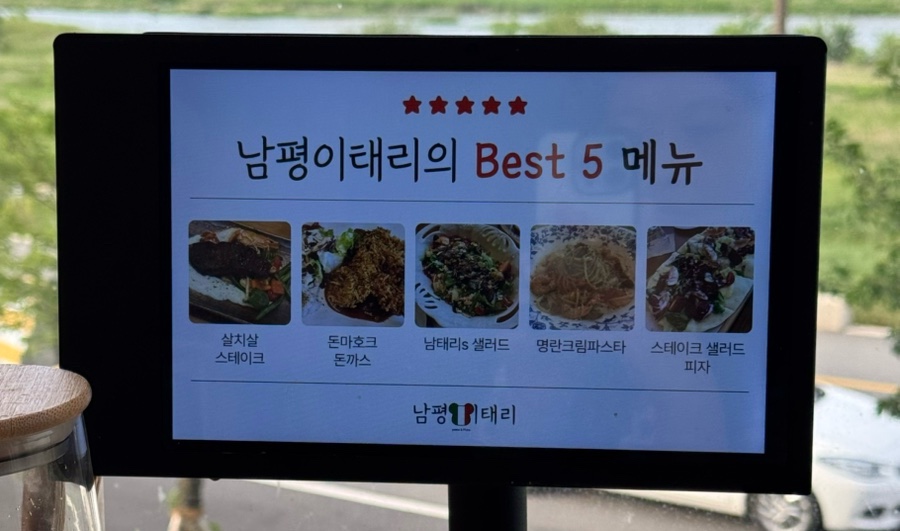 남평이태리의 Best 5 메뉴
살치살
스테이크
돈마호크
돈까스
남태리s 샐러드
명란크림파스타
스테이크 샐러드
피자
남평이태리